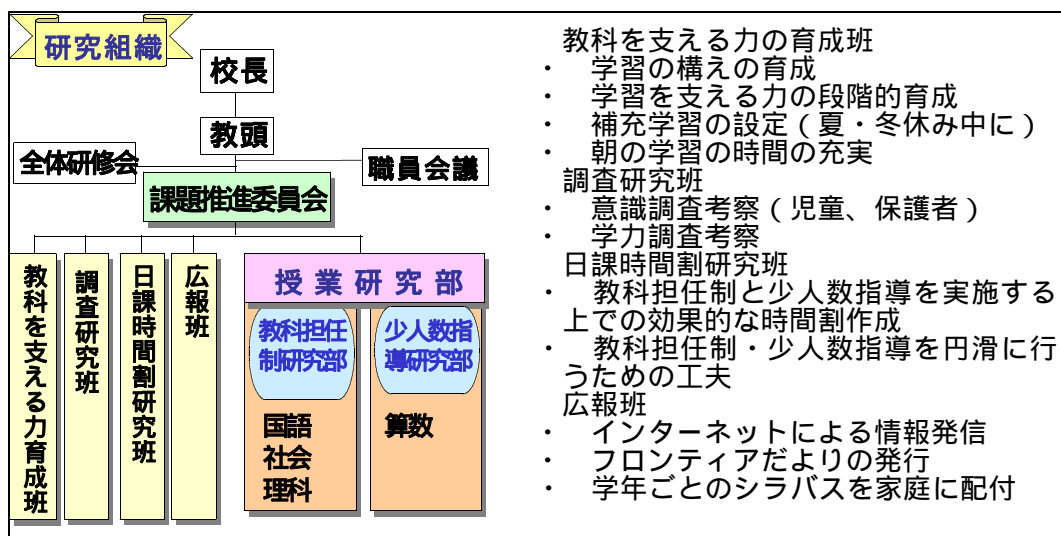 研究組織
校長
教頭
全体研修会
職員会議
課題推進委員会
教科を支える力育成班
調査研究班
日課時間割研究班
広報班
授業研究部
教科担任
制研究部
少人数指
導研究部
国語
社会
理科
算数
教科を支える力の育成班
・　学習の構えの育成
・　学習を支える力の段階的育成
・　補充学習の設定（夏・冬休み中に）
・　朝の学習の時間の充実
調査研究班
・　意識調査考察（児童、保護者）
・　学力調査考察
日課時間割研究班
・　教科担任制と少人数指導を実施する
上での効果的な時間割作成
・　教科担任制・少人数指導を円滑に行
うための工夫
広報班
・　インターネットによる情報発信
・　フロンティアだよりの発行
・　学年ごとのシラバスを家庭に配付